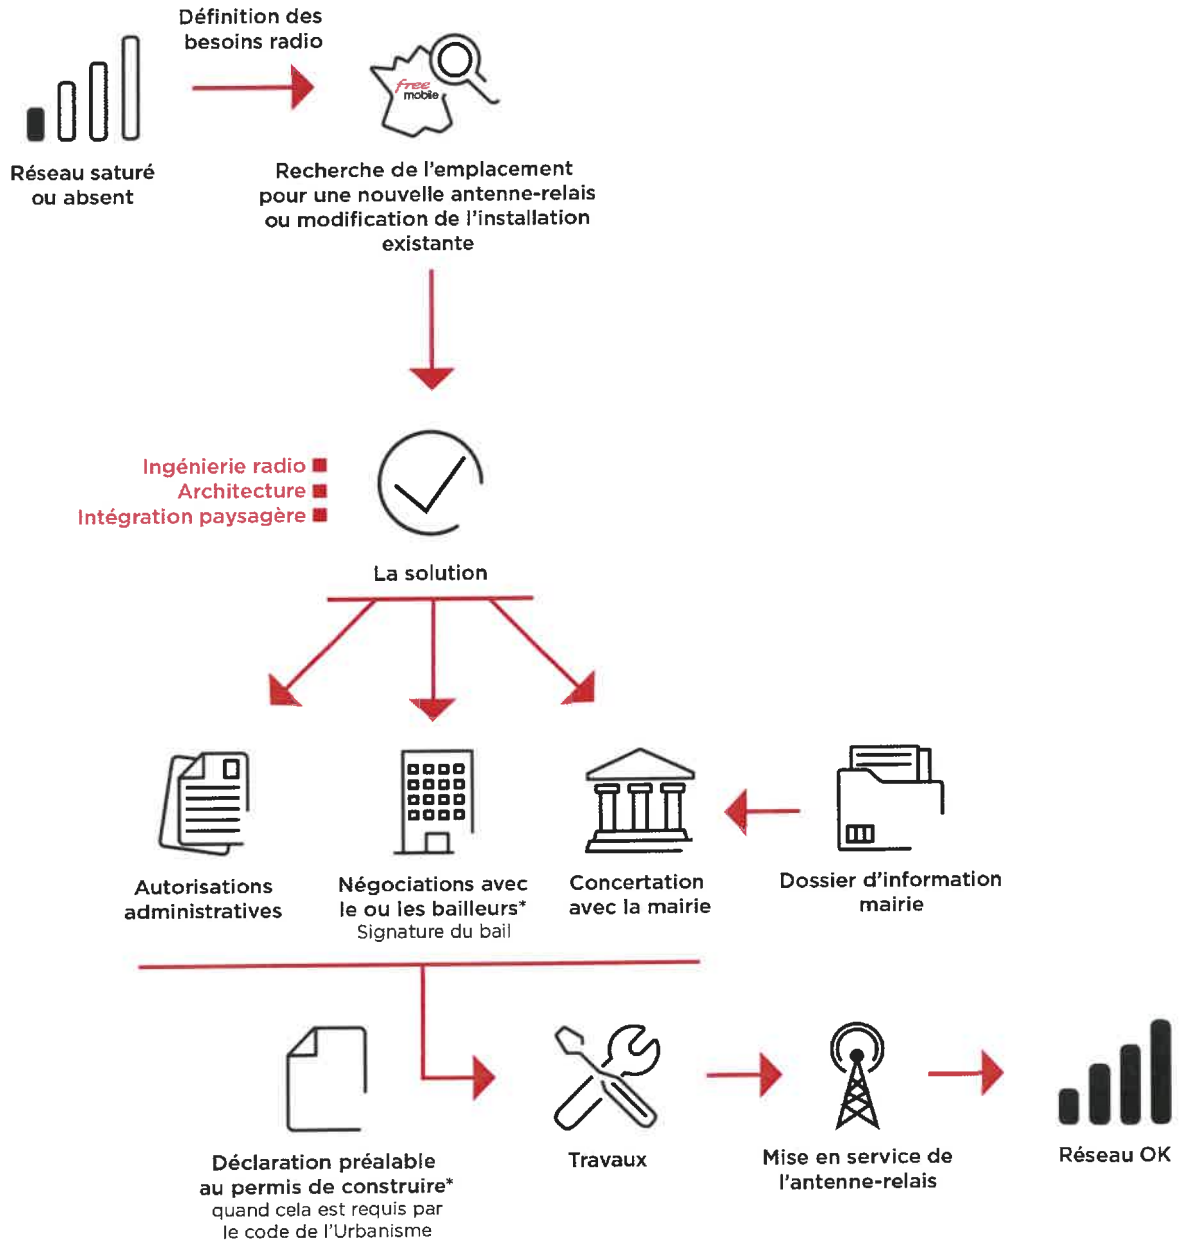 Définition des
besoins radio
free
mobile
Réseau saturé
ou absent
Recherche de l'emplacement
pour une nouvelle antenne-relais
ou modification de l'installation
existante
Ingénierie radio
Architecture
Intégration paysagère
La solution
Autorisations
administratives
Négociations avec
le ou les bailleurs*
Signature du bail
Concertation
avec la mairie
Dossier d'information
mairie
Déclaration préalable
au permis de construire*
quand cela est requis par
le code de l'Urbanisme
Travaux
Mise en service de
l'antenne-relais
Réseau OK